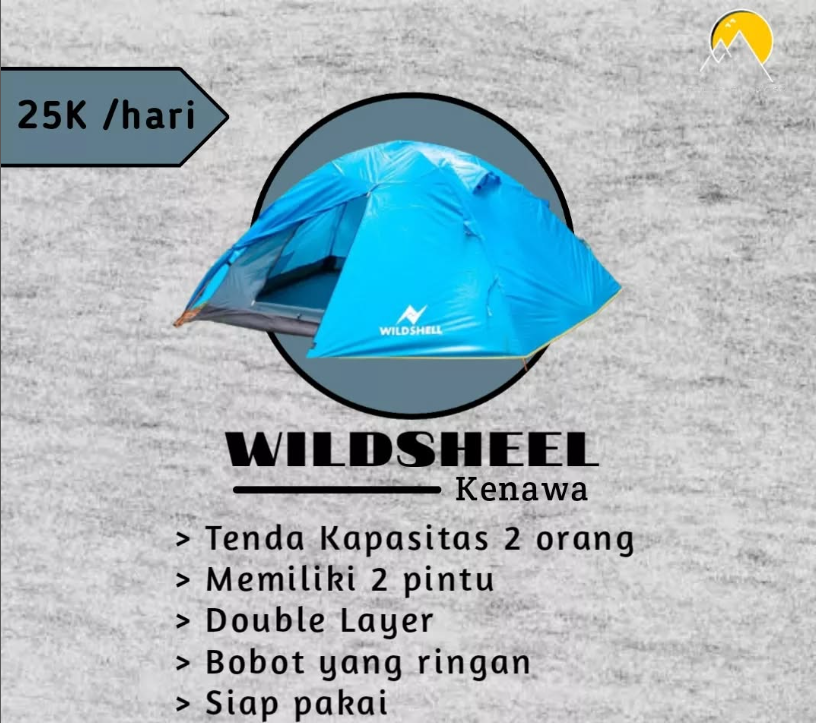 25K /hari
WILDSHELL
WILDSHEEL
Kenawa
> Tenda Kapasitas 2 orang
> Memiliki 2 pintu
> Double Layer
> Bobot yang ringan
> Siap pakai